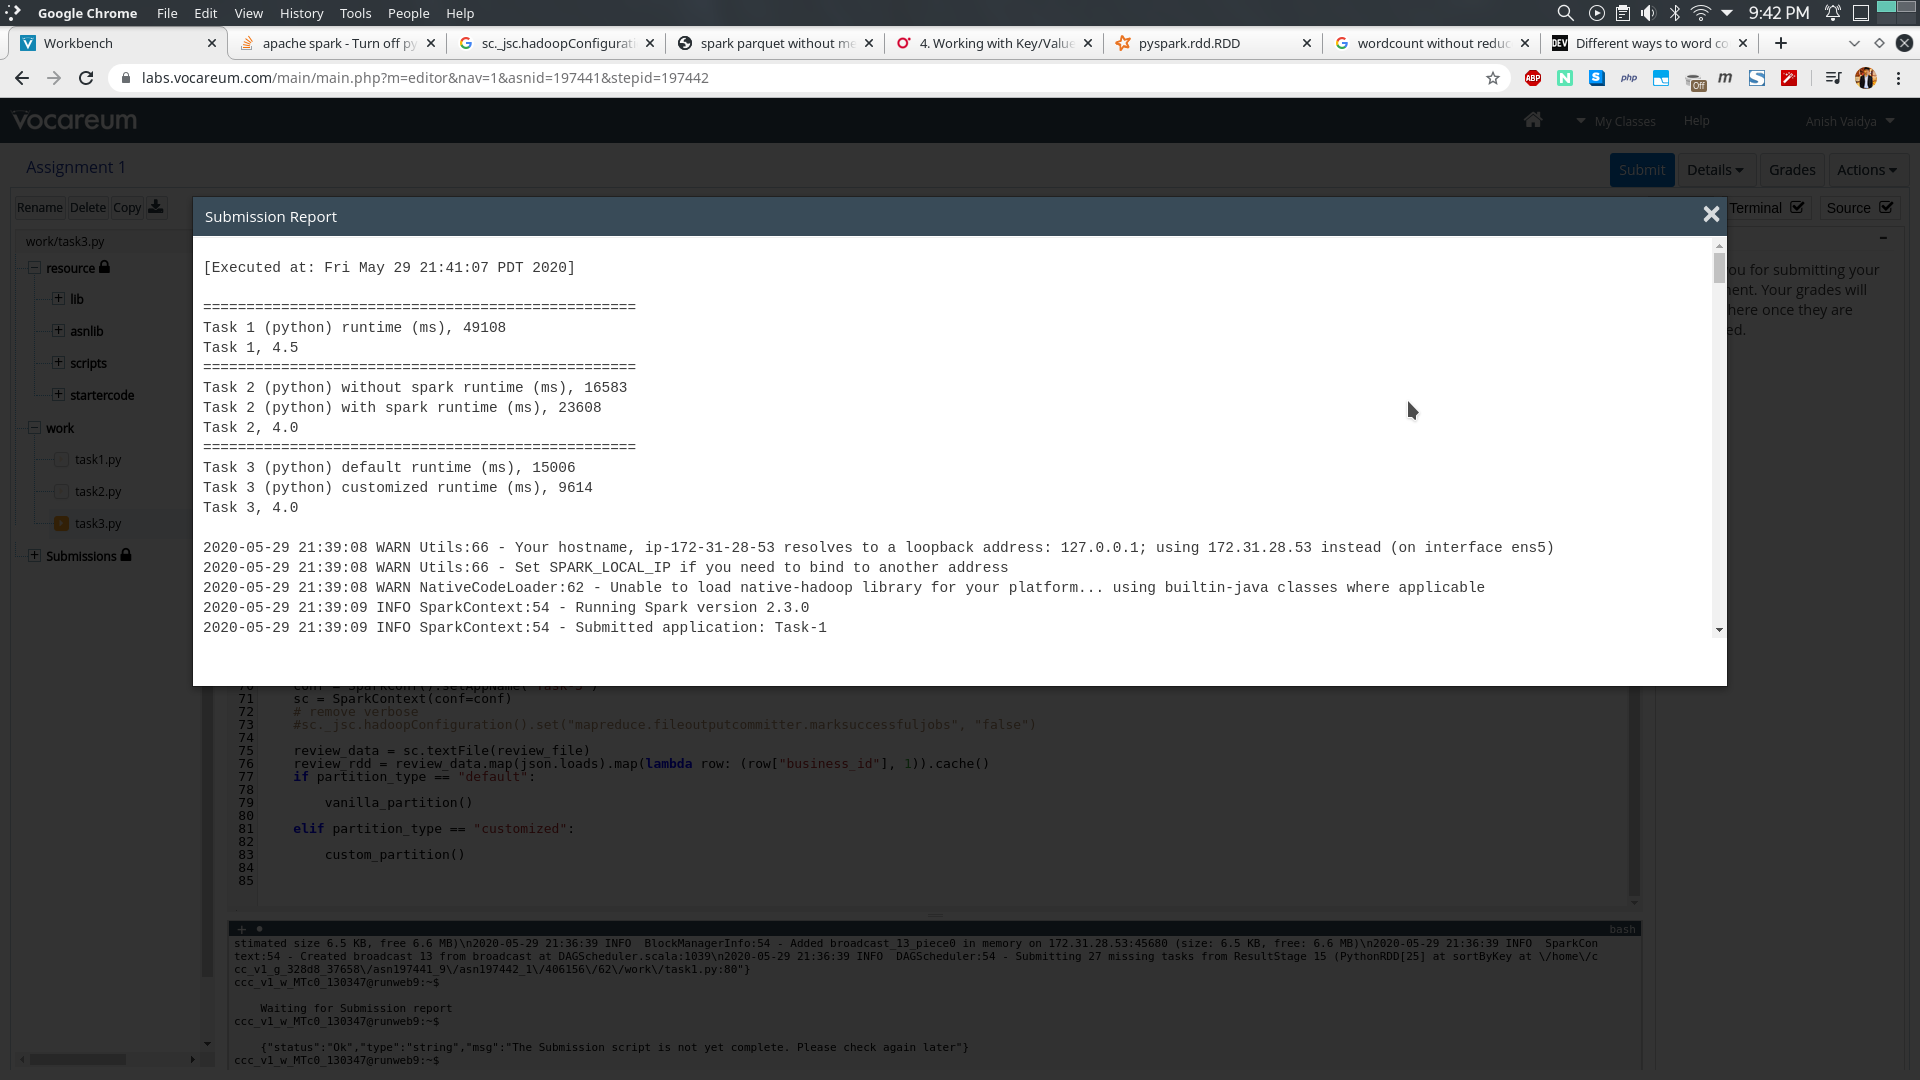 Google Chrome File Edit View History Tools People Help 9:42 PM
Workbench apache spark - Turn off py sc._jsc.hadoopConfigurati spark parquet without me 4. Working with Key/Value pyspark.rdd.RDD wordcount without reduc DEV Different ways to word co
labs.vocareum.com/main/main.php?m=editor&nav=1&asnid=197441&stepid=197442 ABP N S php Off m S
vocareum My Classes Help Anish Vaidya
Assignment 1 Submit Details Grades Actions
Rename Delete Copy Terminal Source
Submission Report
work/task3.py
resource
lib
asnlib
scripts
startercode
work
task1.py
task2.py
task3.py
Submissions
[Executed at: Fri May 29 21:41:07 PDT 2020]
==================================================
Task 1 (python) runtime (ms), 49108
Task 1, 4.5
==================================================
Task 2 (python) without spark runtime (ms), 16583
Task 2 (python) with spark runtime (ms), 23608
Task 2, 4.0
==================================================
Task 3 (python) default runtime (ms), 15006
Task 3 (python) customized runtime (ms), 9614
Task 3, 4.0
2020-05-29 21:39:08 WARN Utils:66 - Your hostname, ip-172-31-28-53 resolves to a loopback address: 127.0.0.1; using 172.31.28.53 instead (on interface ens5)
2020-05-29 21:39:08 WARN Utils:66 - Set SPARK_LOCAL_IP if you need to bind to another address
2020-05-29 21:39:08 WARN NativeCodeLoader:62 - Unable to load native-hadoop library for your platform... using builtin-java classes where applicable
2020-05-29 21:39:09 INFO SparkContext:54 - Running Spark version 2.3.0
2020-05-29 21:39:09 INFO SparkContext:54 - Submitted application: Task-1
ou for submitting your
ent. Your grades will
here once they are
d.
70 conf = SparkConf().setAppName("Task-3")
71 sc = SparkContext(conf=conf)
72 # remove verbose
73 #sc._jsc.hadoopConfiguration().set("mapreduce.fileoutputcommitter.marksuccessfuljobs", "false")
74
75 review_data = sc.textFile(review_file)
76 review_rdd = review_data.map(json.loads).map(lambda row: (row["business_id"], 1)).cache()
77 if partition_type == "default":
78
79 vanilla_partition()
80
81 elif partition_type == "customized":
82
83 custom_partition()
84
85
bash
stimated size 6.5 KB, free 6.6 MB)\n2020-05-29 21:36:39 INFO BlockManagerInfo:54 - Added broadcast_13_piece0 in memory on 172.31.28.53:45680 (size: 6.5 KB, free: 6.6 MB)\n2020-05-29 21:36:39 INFO SparkCon
text:54 - Created broadcast 13 from broadcast at DAGScheduler.scala:1039\n2020-05-29 21:36:39 INFO DAGScheduler:54 - Submitting 27 missing tasks from ResultStage 15 (PythonRDD[25] at sortByKey at \/home\/c
cc_v1_g_328d8_37658\/asn197441_9\/asn197442_1\/406156\/62\/work\/task1.py:80"}
ccc_v1_w_MTc0_130347@runweb9:~$
Waiting for Submission report
ccc_v1_w_MTc0_130347@runweb9:~$
{"status":"Ok","type":"string","msg":"The Submission script is not yet complete. Please check again later"}
ccc_v1_w_MTc0_130347@runweb9:~$